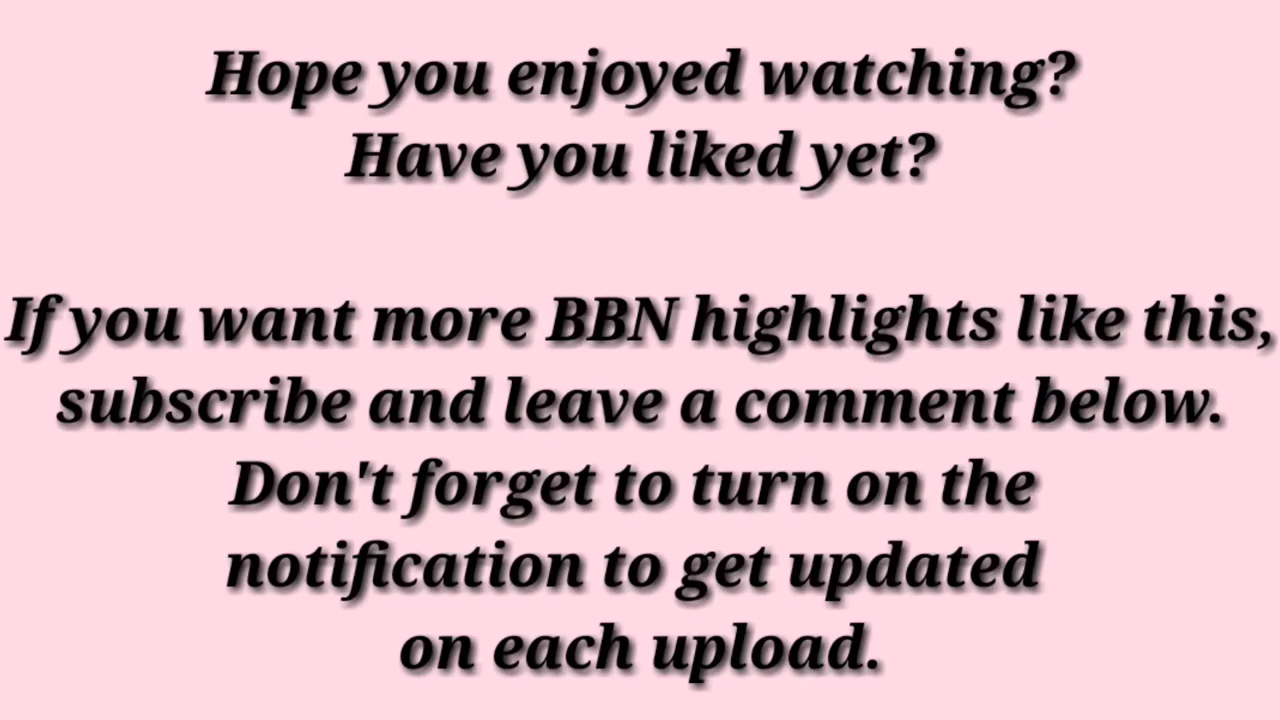 Hope you enjoyed watching?
Have you liked yet?
If you want more BBN highlights like this,
subscribe and leave a comment below.
Don't forget to turn on the
notification to get updated
on each upload.